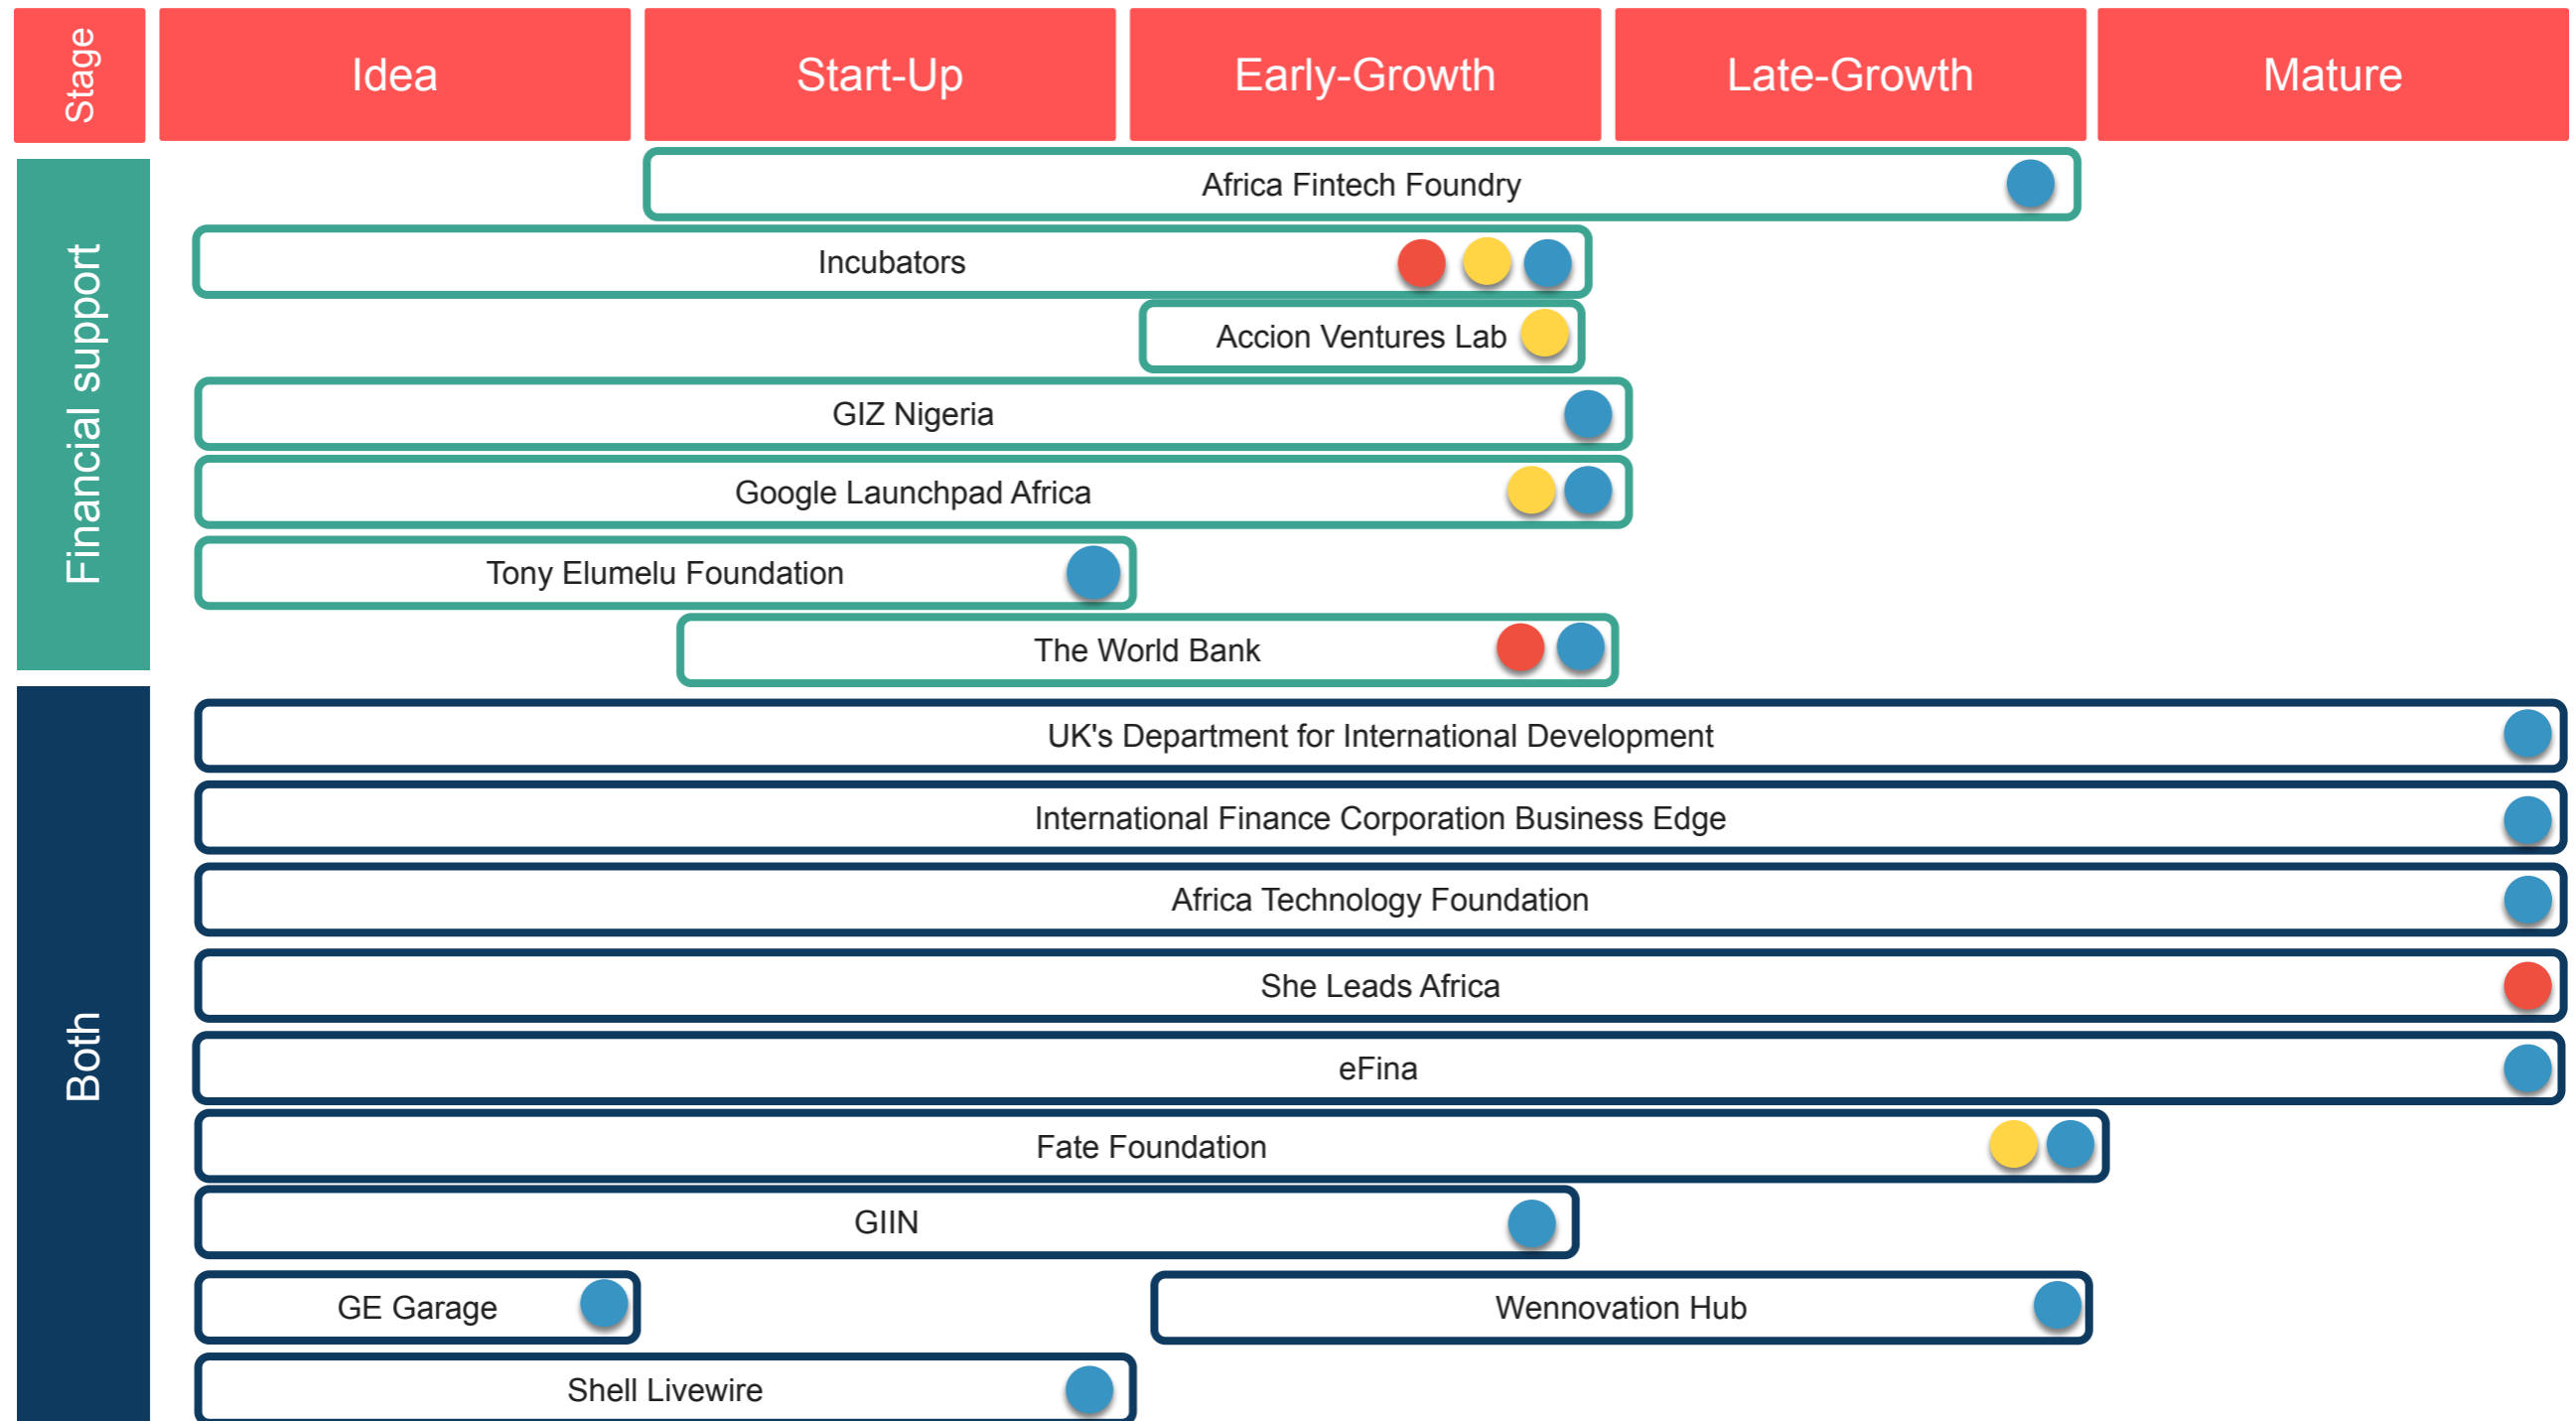 Stage
Idea
Start-Up
Early-Growth
Late-Growth
Mature
Financial support
Africa Fintech Foundry
Incubators
Accion Ventures Lab
GIZ Nigeria
Google Launchpad Africa
Tony Elumelu Foundation
The World Bank
Both
UK's Department for International Development
International Finance Corporation Business Edge
Africa Technology Foundation
She Leads Africa
eFina
Fate Foundation
GIIN
GE Garage
Wennovation Hub
Shell Livewire